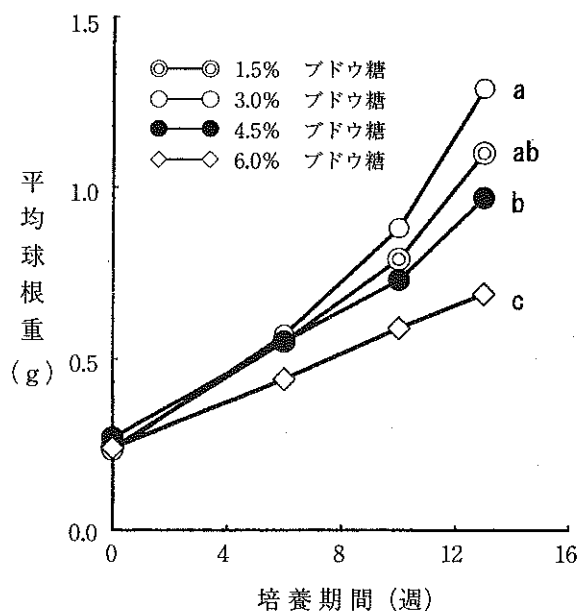 1.5
1.5% ブドウ糖
3.0% ブドウ糖
4.5% ブドウ糖
6.0% ブドウ糖
a
ab
b
c
1.0
0.5
0.0
平均球根重(g)
0 4 8 12 16
培養期間(週)